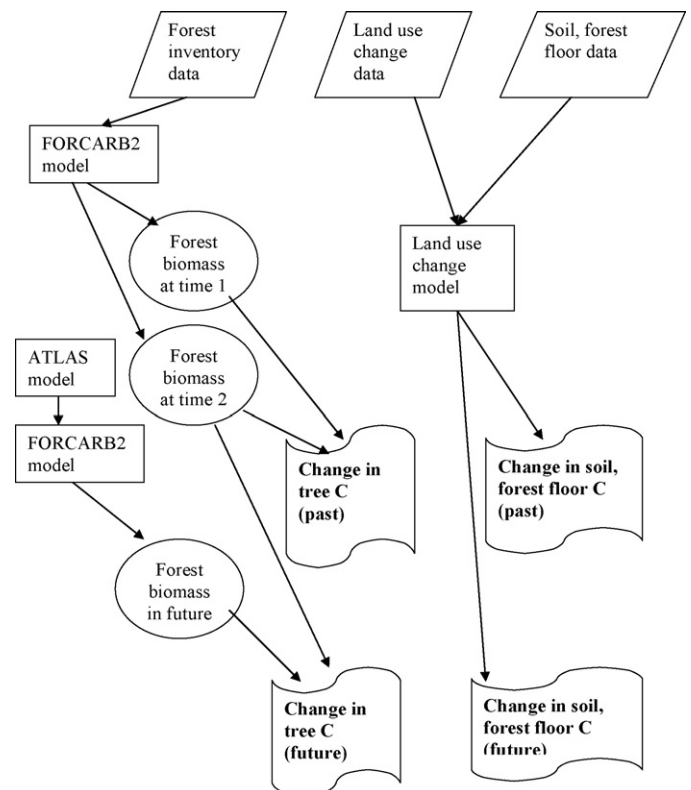 Forest
inventory
data
Land use
change
data
Soil, forest
floor data
FORCARB2
model
Forest
biomass
at time 1
Land use
change
model
ATLAS
model
Forest
biomass
at time 2
FORCARB2
model
Change in
tree C
(past)
Change in soil,
forest floor C
(past)
Forest
biomass
in future
Change in
tree C
(future)
Change in soil,
forest floor C
(future)